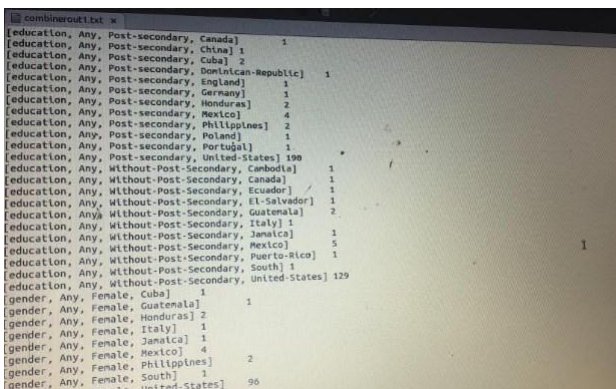 combinerout1.txt ×
[education, Any, Post-secondary, Canada] 1
[education, Any, Post-secondary, China] 1
[education, Any, Post-secondary, Cuba] 2
[education, Any, Post-secondary, Dominican-Republic] 1
[education, Any, Post-secondary, England] 1
[education, Any, Post-secondary, Germany] 1
[education, Any, Post-secondary, Honduras] 2
[education, Any, Post-secondary, Mexico] 4
[education, Any, Post-secondary, Philippines] 2
[education, Any, Post-secondary, Poland] 1
[education, Any, Post-secondary, Portugal] 1
[education, Any, Post-secondary, United-States] 190
[education, Any, Without-Post-Secondary, Cambodia] 1
[education, Any, Without-Post-Secondary, Canada] 1
[education, Any, Without-Post-Secondary, Ecuador] 1
[education, Any, Without-Post-Secondary, El-Salvador] 1
[education, Any, Without-Post-Secondary, Guatemala] 2
[education, Any, Without-Post-Secondary, Italy] 1
[education, Any, Without-Post-Secondary, Jamaica] 1
[education, Any, Without-Post-Secondary, Mexico] 5
[education, Any, Without-Post-Secondary, Puerto-Rico] 1
[education, Any, Without-Post-Secondary, South] 1
[education, Any, Without-Post-Secondary, United-States] 129
[gender, Any, Female, Cuba] 1
[gender, Any, Female, Guatemala] 1
[gender, Any, Female, Honduras] 2
[gender, Any, Female, Italy] 1
[gender, Any, Female, Jamaica] 1
[gender, Any, Female, Mexico] 4
[gender, Any, Female, Philippines] 2
[gender, Any, Female, South] 1
[gender, Any, Female, United-States] 96